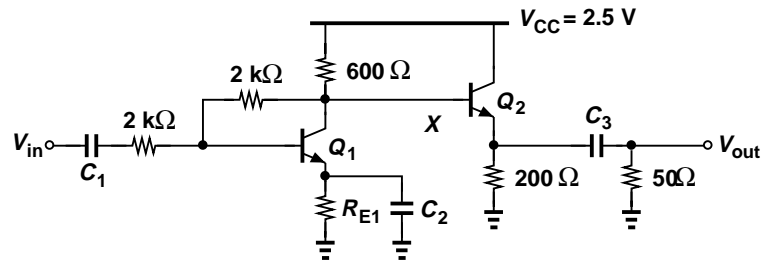 V_CC = 2.5 V
2 kΩ
600 Ω
2 kΩ
Q_2
X
C_3
V_in
C_1
Q_1
V_out
200 Ω
50Ω
R_E1
C_2